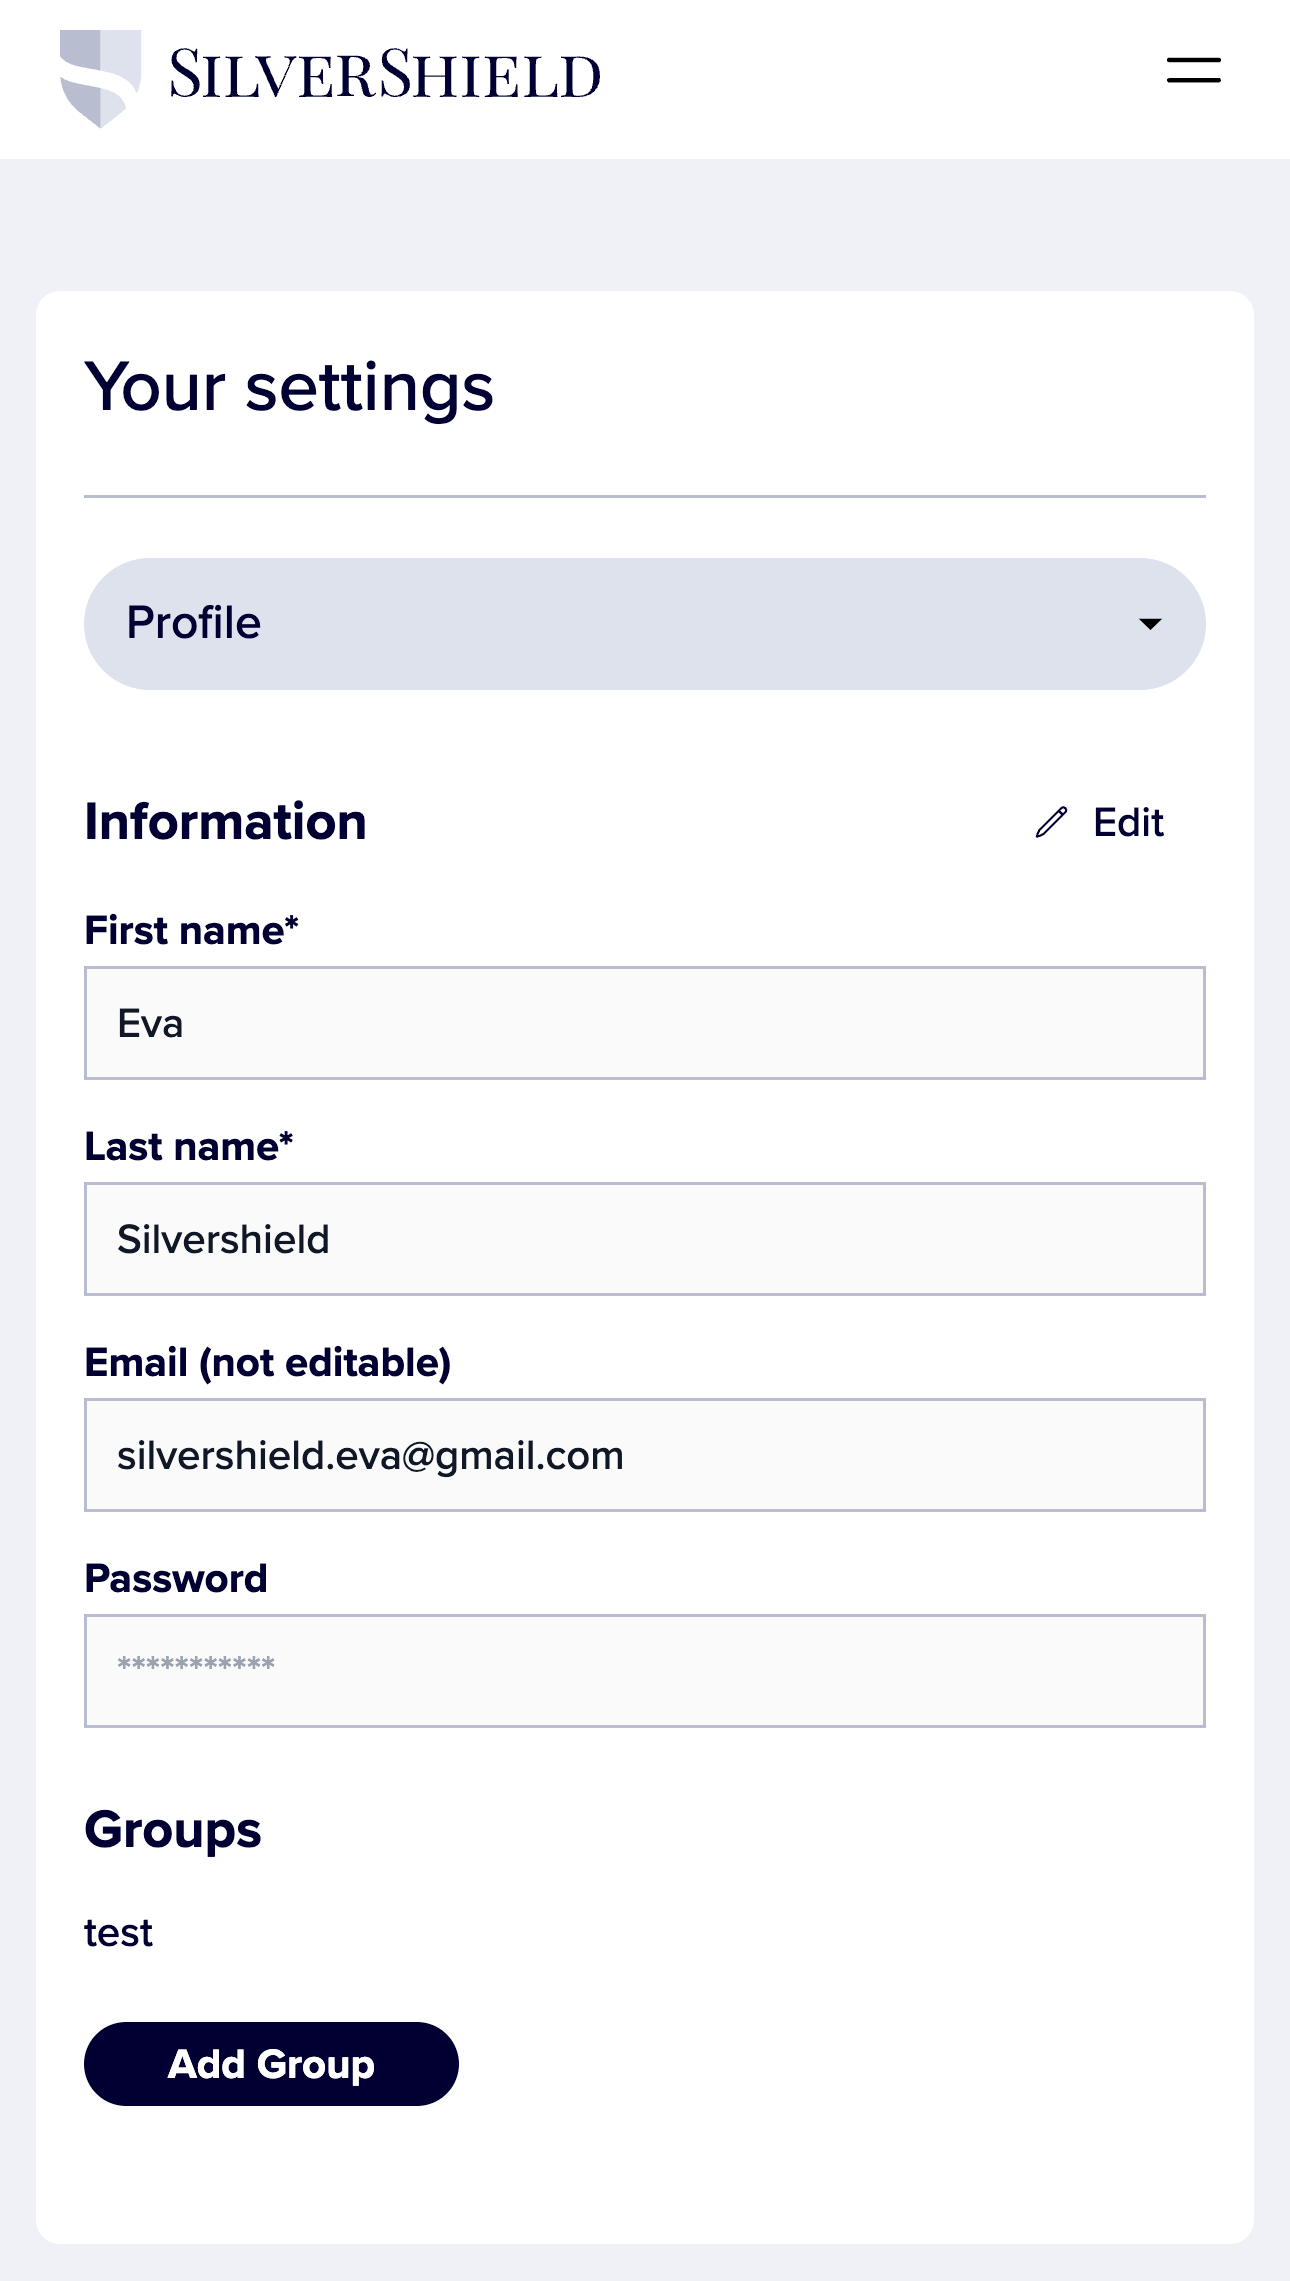 SILVERSHIELD
Your settings
Profile
Information
Edit
First name*
Eva
Last name*
Silvershield
Email (not editable)
silvershield.eva@gmail.com
Password
***********
Groups
test
Add Group